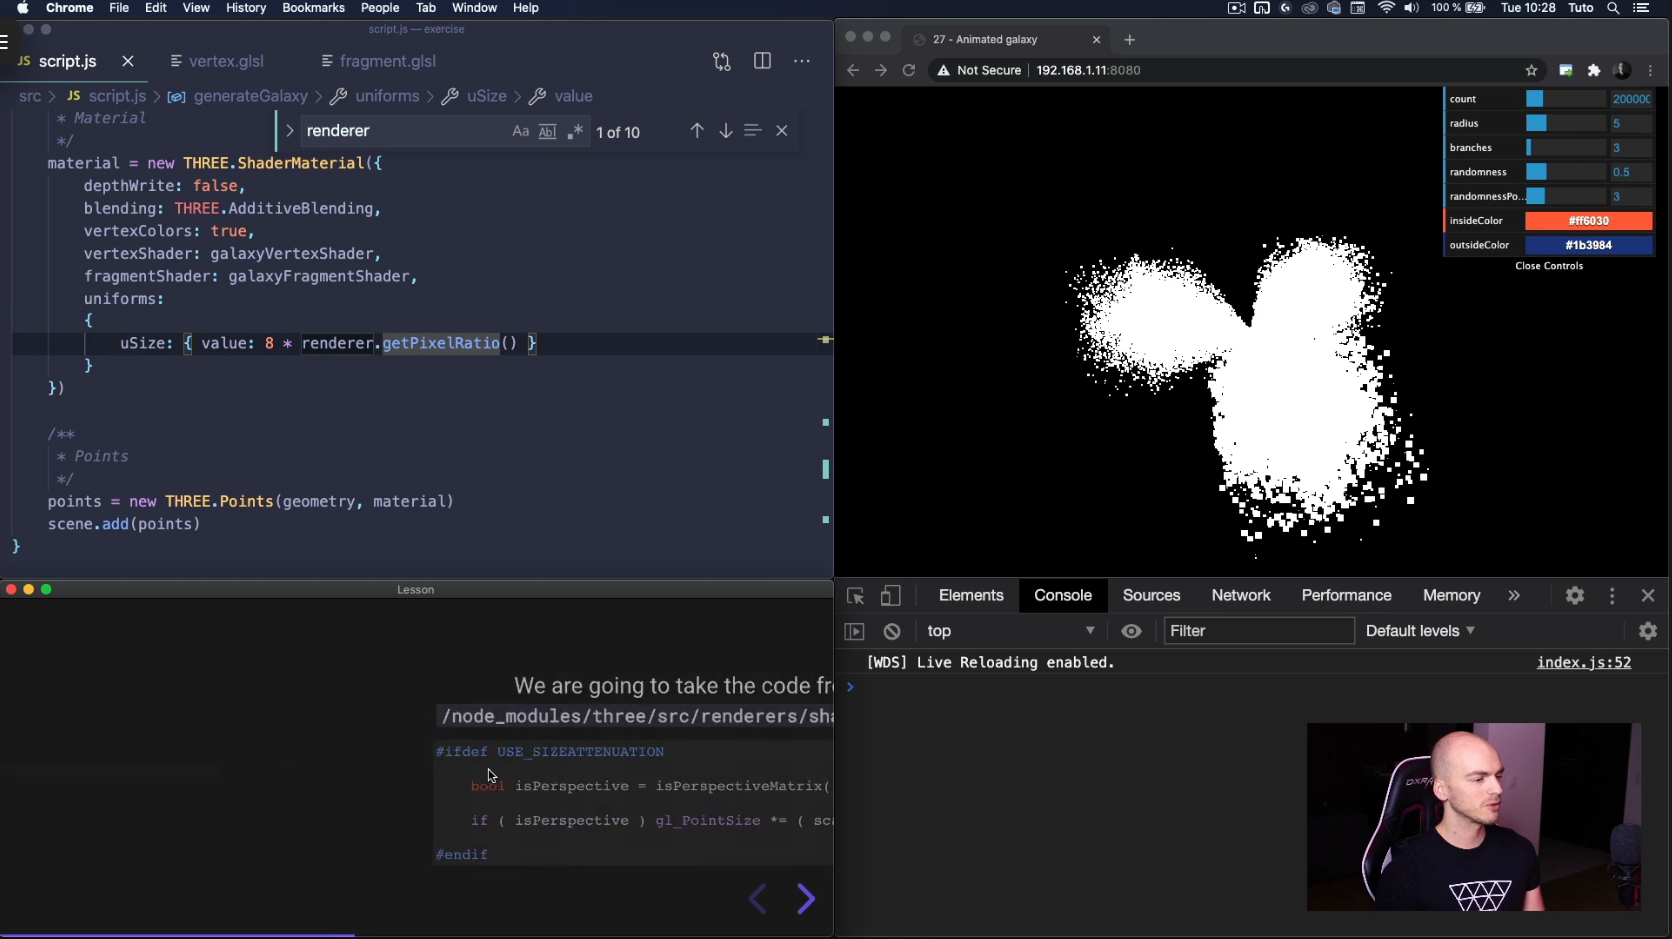 Chrome File Edit View History Bookmarks People Tab Window Help
100 % Tue 10:28 Tuto
script.js — exercise
JS script.js vertex.glsl fragment.glsl
src > JS script.js > generateGalaxy > uniforms > uSize > value
renderer Aa Abl 1 of 10
* Material
*/
material = new THREE.ShaderMaterial({
depthWrite: false,
blending: THREE.AdditiveBlending,
vertexColors: true,
vertexShader: galaxyVertexShader,
fragmentShader: galaxyFragmentShader,
uniforms:
{
uSize: { value: 8 * renderer.getPixelRatio() }
}
})
/**
* Points
*/
points = new THREE.Points(geometry, material)
scene.add(points)
}
27 - Animated galaxy
Not Secure 192.168.1.11:8080
count 200000
radius 5
branches 3
randomness 0.5
randomnessPo... 3
insideColor #ff6030
outsideColor #1b3984
Close Controls
Lesson
We are going to take the code fr
/node_modules/three/src/renderers/sha
#ifdef USE_SIZEATTENUATION
bool isPerspective = isPerspectiveMatrix(
if ( isPerspective ) gl_PointSize *= ( sca
#endif
Elements Console Sources Network Performance Memory
top Filter Default levels
[WDS] Live Reloading enabled. index.js:52
DXRA